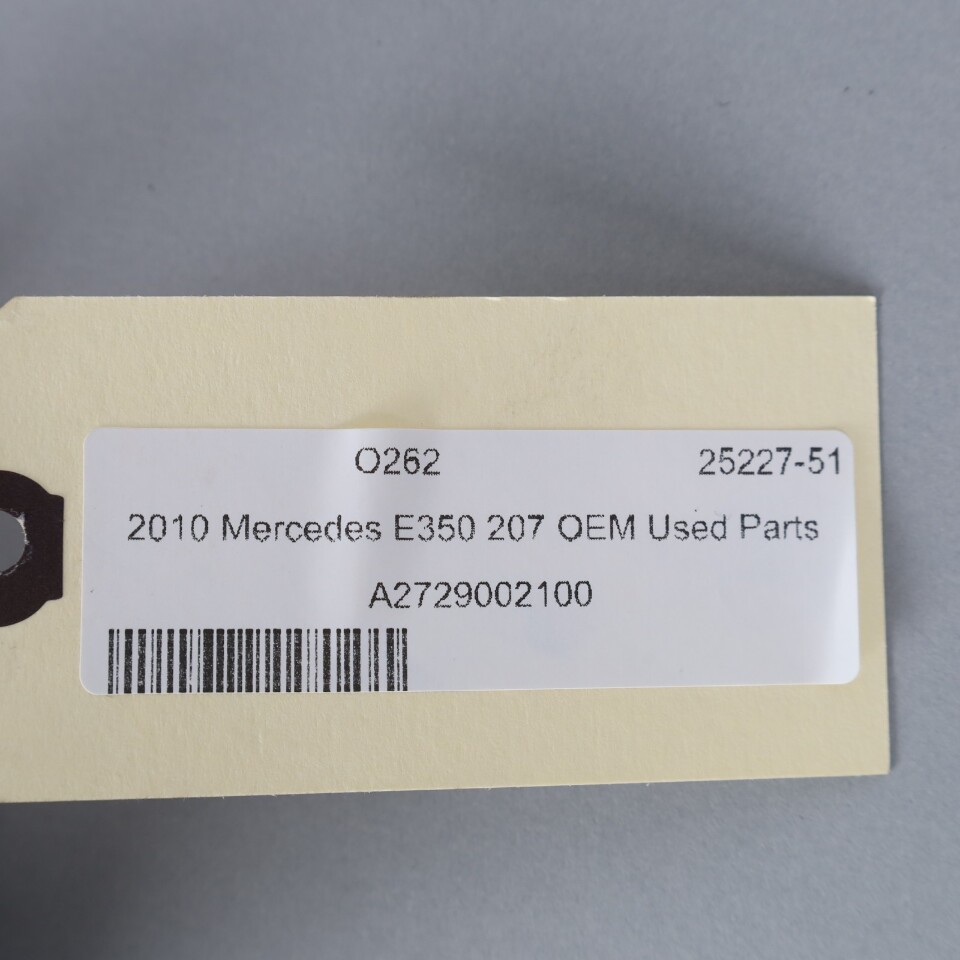 O262 25227-51
2010 Mercedes E350 207 OEM Used Parts
A2729002100